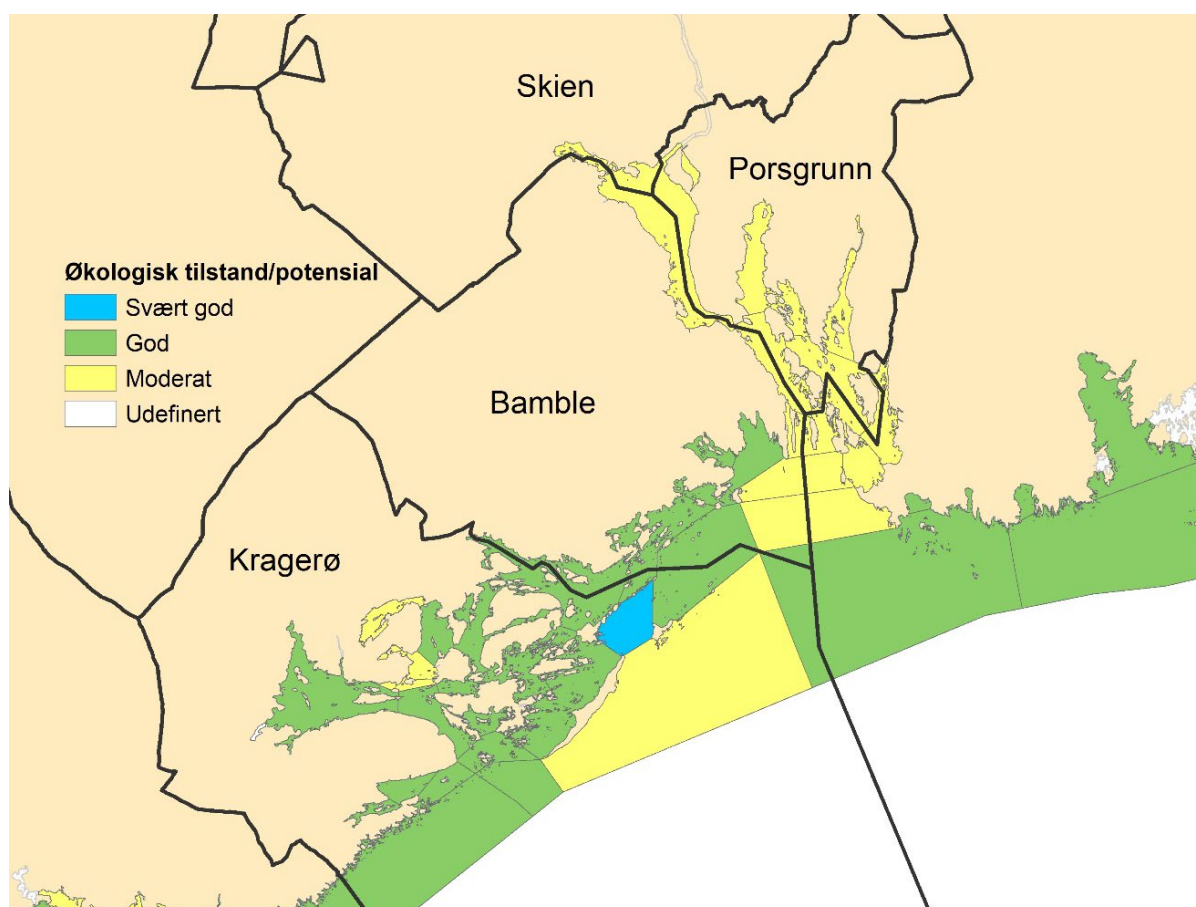 Skien
Porsgrunn
Økologisk tilstand/potensial
Svært god
God
Moderat
Udefinert
Bamble
Kragerø